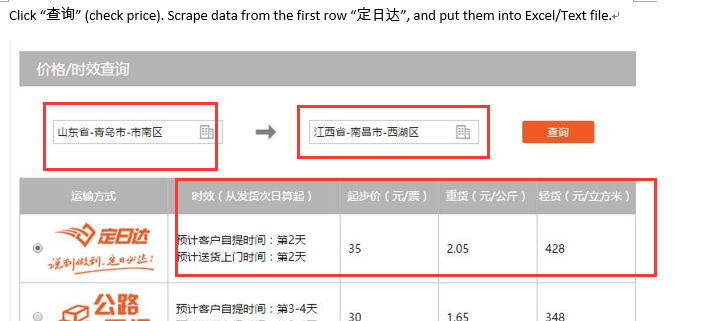 Click “查询” (check price). Scrape data from the first row “定日达”, and put them into Excel/Text file.↵
价格/时效查询
山东省-青岛市-市南区
江西省-南昌市-西湖区
查询
运输方式
时效（从发货次日算起）
起步价（元/票）
重货（元/公斤）
轻货（元/立方米）
定日达
说到做到,定日必达!
预计客户自提时间：第2天
预计送货上门时间：第2天
35
2.05
428
公路
预计客户自提时间：第3-4天
30
1.65
348